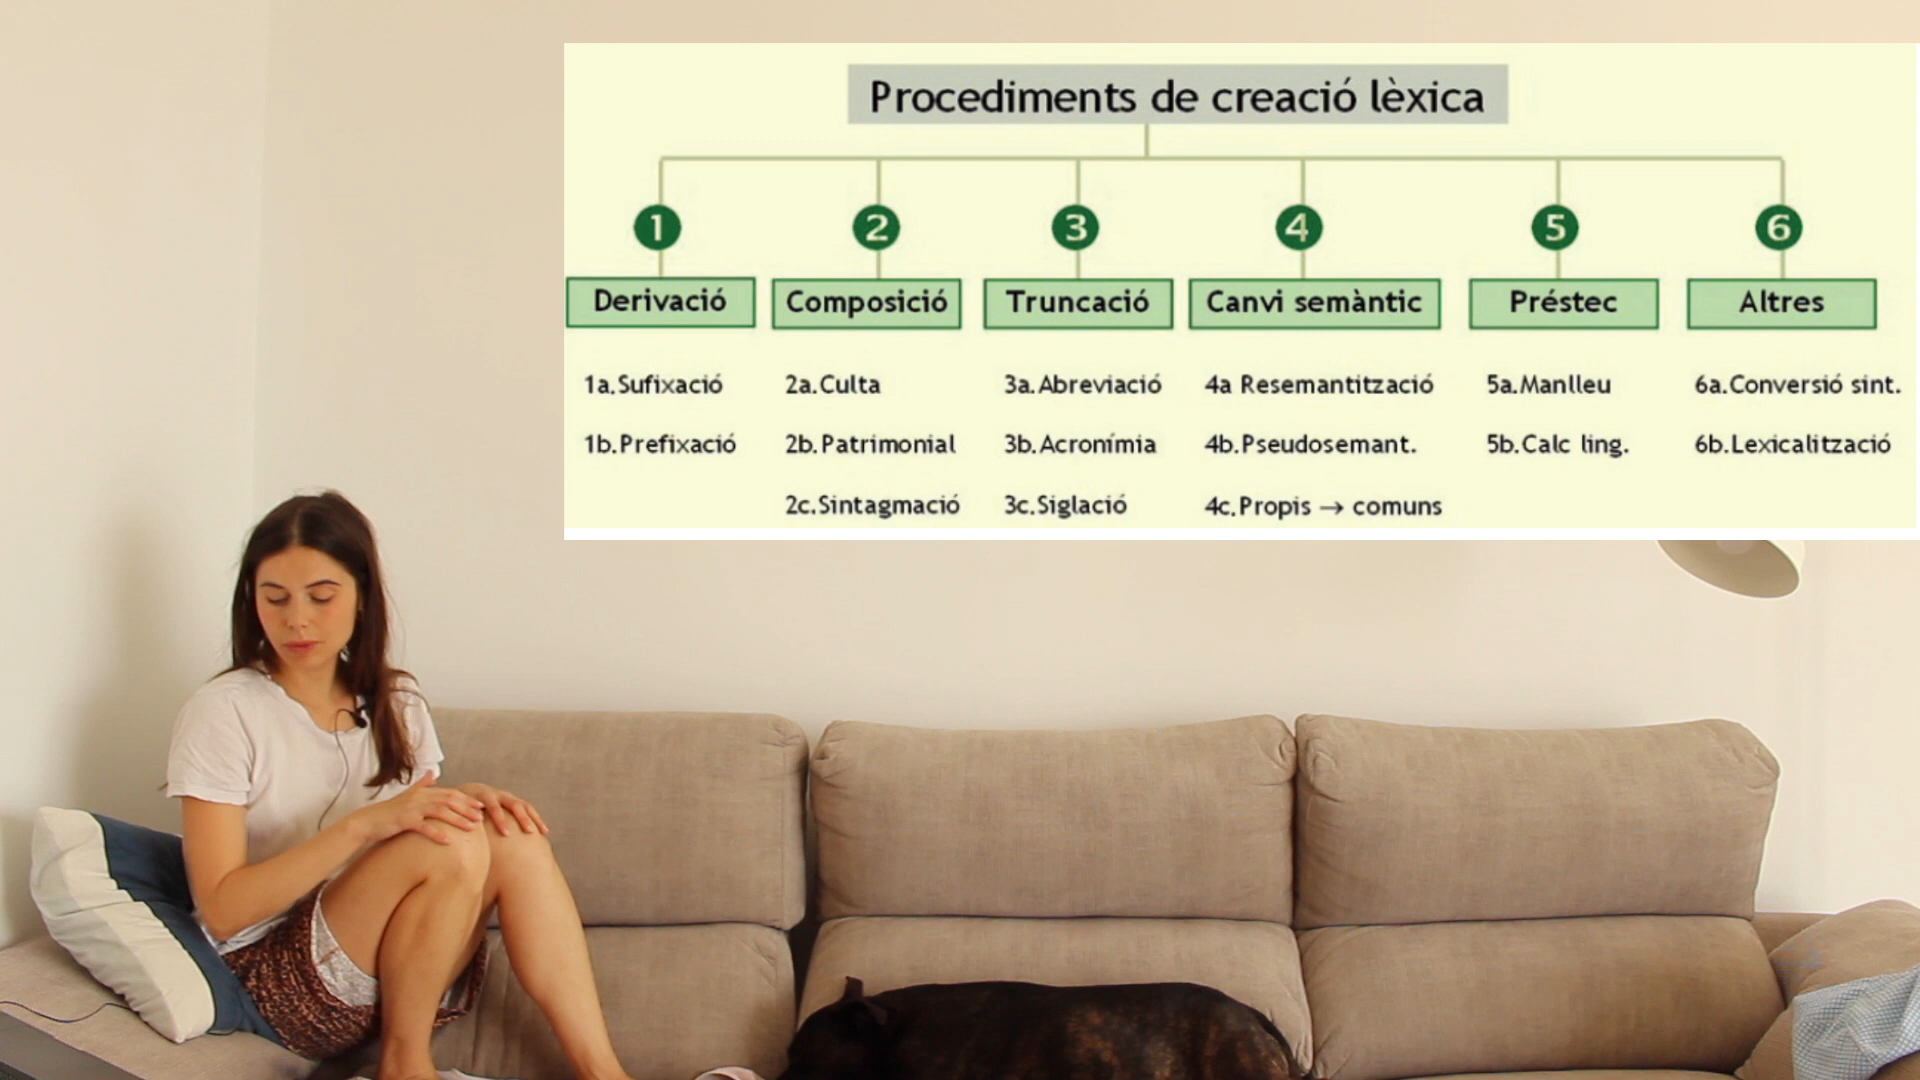 Procediments de creació lèxica
1 2 3 4 5 6
Derivació Composició Truncació Canvi semàntic Préstec Altres
1a.Sufixació 2a.Culta 3a.Abreviació 4a Resemantització 5a.Manlleu 6a.Conversió sint.
1b.Prefixació 2b.Patrimonial 3b.Acronímia 4b.Pseudosemant. 5b.Calc ling. 6b.Lexicalització
2c.Sintagmació 3c.Siglació 4c.Propis → comuns